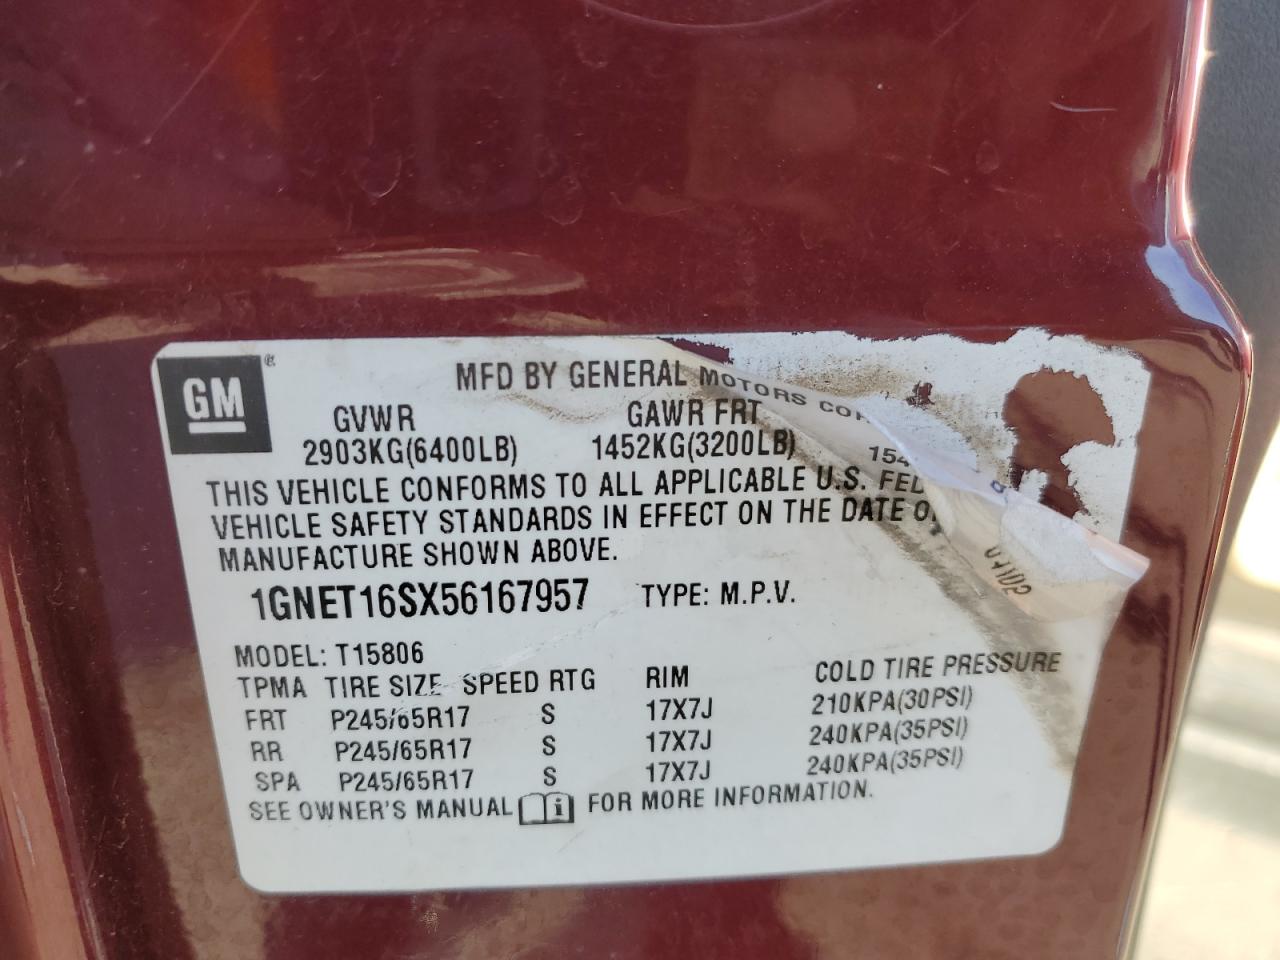 GM ®
MFD BY GENERAL MOTORS COR
GVWR GAWR FRT
2903KG(6400LB) 1452KG(3200LB) 154
THIS VEHICLE CONFORMS TO ALL APPLICABLE U.S. FED
VEHICLE SAFETY STANDARDS IN EFFECT ON THE DATE O
MANUFACTURE SHOWN ABOVE.
1GNET16SX56167957 TYPE: M.P.V.
MODEL: T15806
TPMA TIRE SIZE SPEED RTG RIM COLD TIRE PRESSURE
FRT P245/65R17 S 17X7J 210KPA(30PSI)
RR P245/65R17 S 17X7J 240KPA(35PSI)
SPA P245/65R17 S 17X7J 240KPA(35PSI)
SEE OWNER'S MANUAL i FOR MORE INFORMATION.